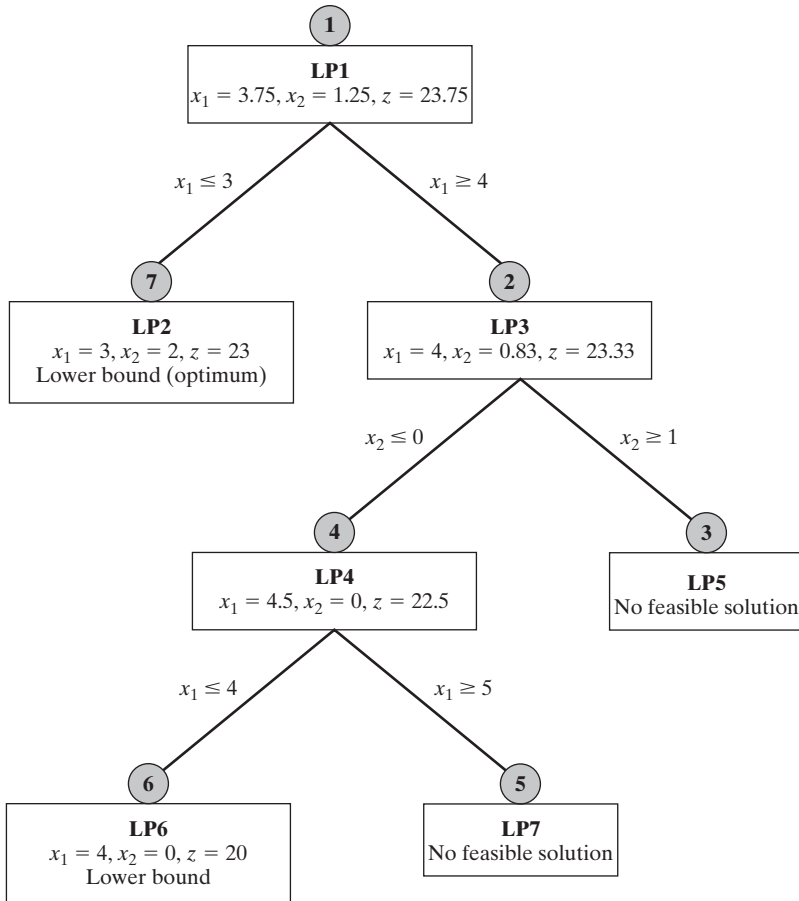 1
LP1
x₁ = 3.75, x₂ = 1.25, z = 23.75
x₁ ≤ 3
x₁ ≥ 4
7
LP2
x₁ = 3, x₂ = 2, z = 23
Lower bound (optimum)
2
LP3
x₁ = 4, x₂ = 0.83, z = 23.33
x₂ ≤ 0
x₂ ≥ 1
4
LP4
x₁ = 4.5, x₂ = 0, z = 22.5
3
LP5
No feasible solution
x₁ ≤ 4
x₁ ≥ 5
6
LP6
x₁ = 4, x₂ = 0, z = 20
Lower bound
5
LP7
No feasible solution